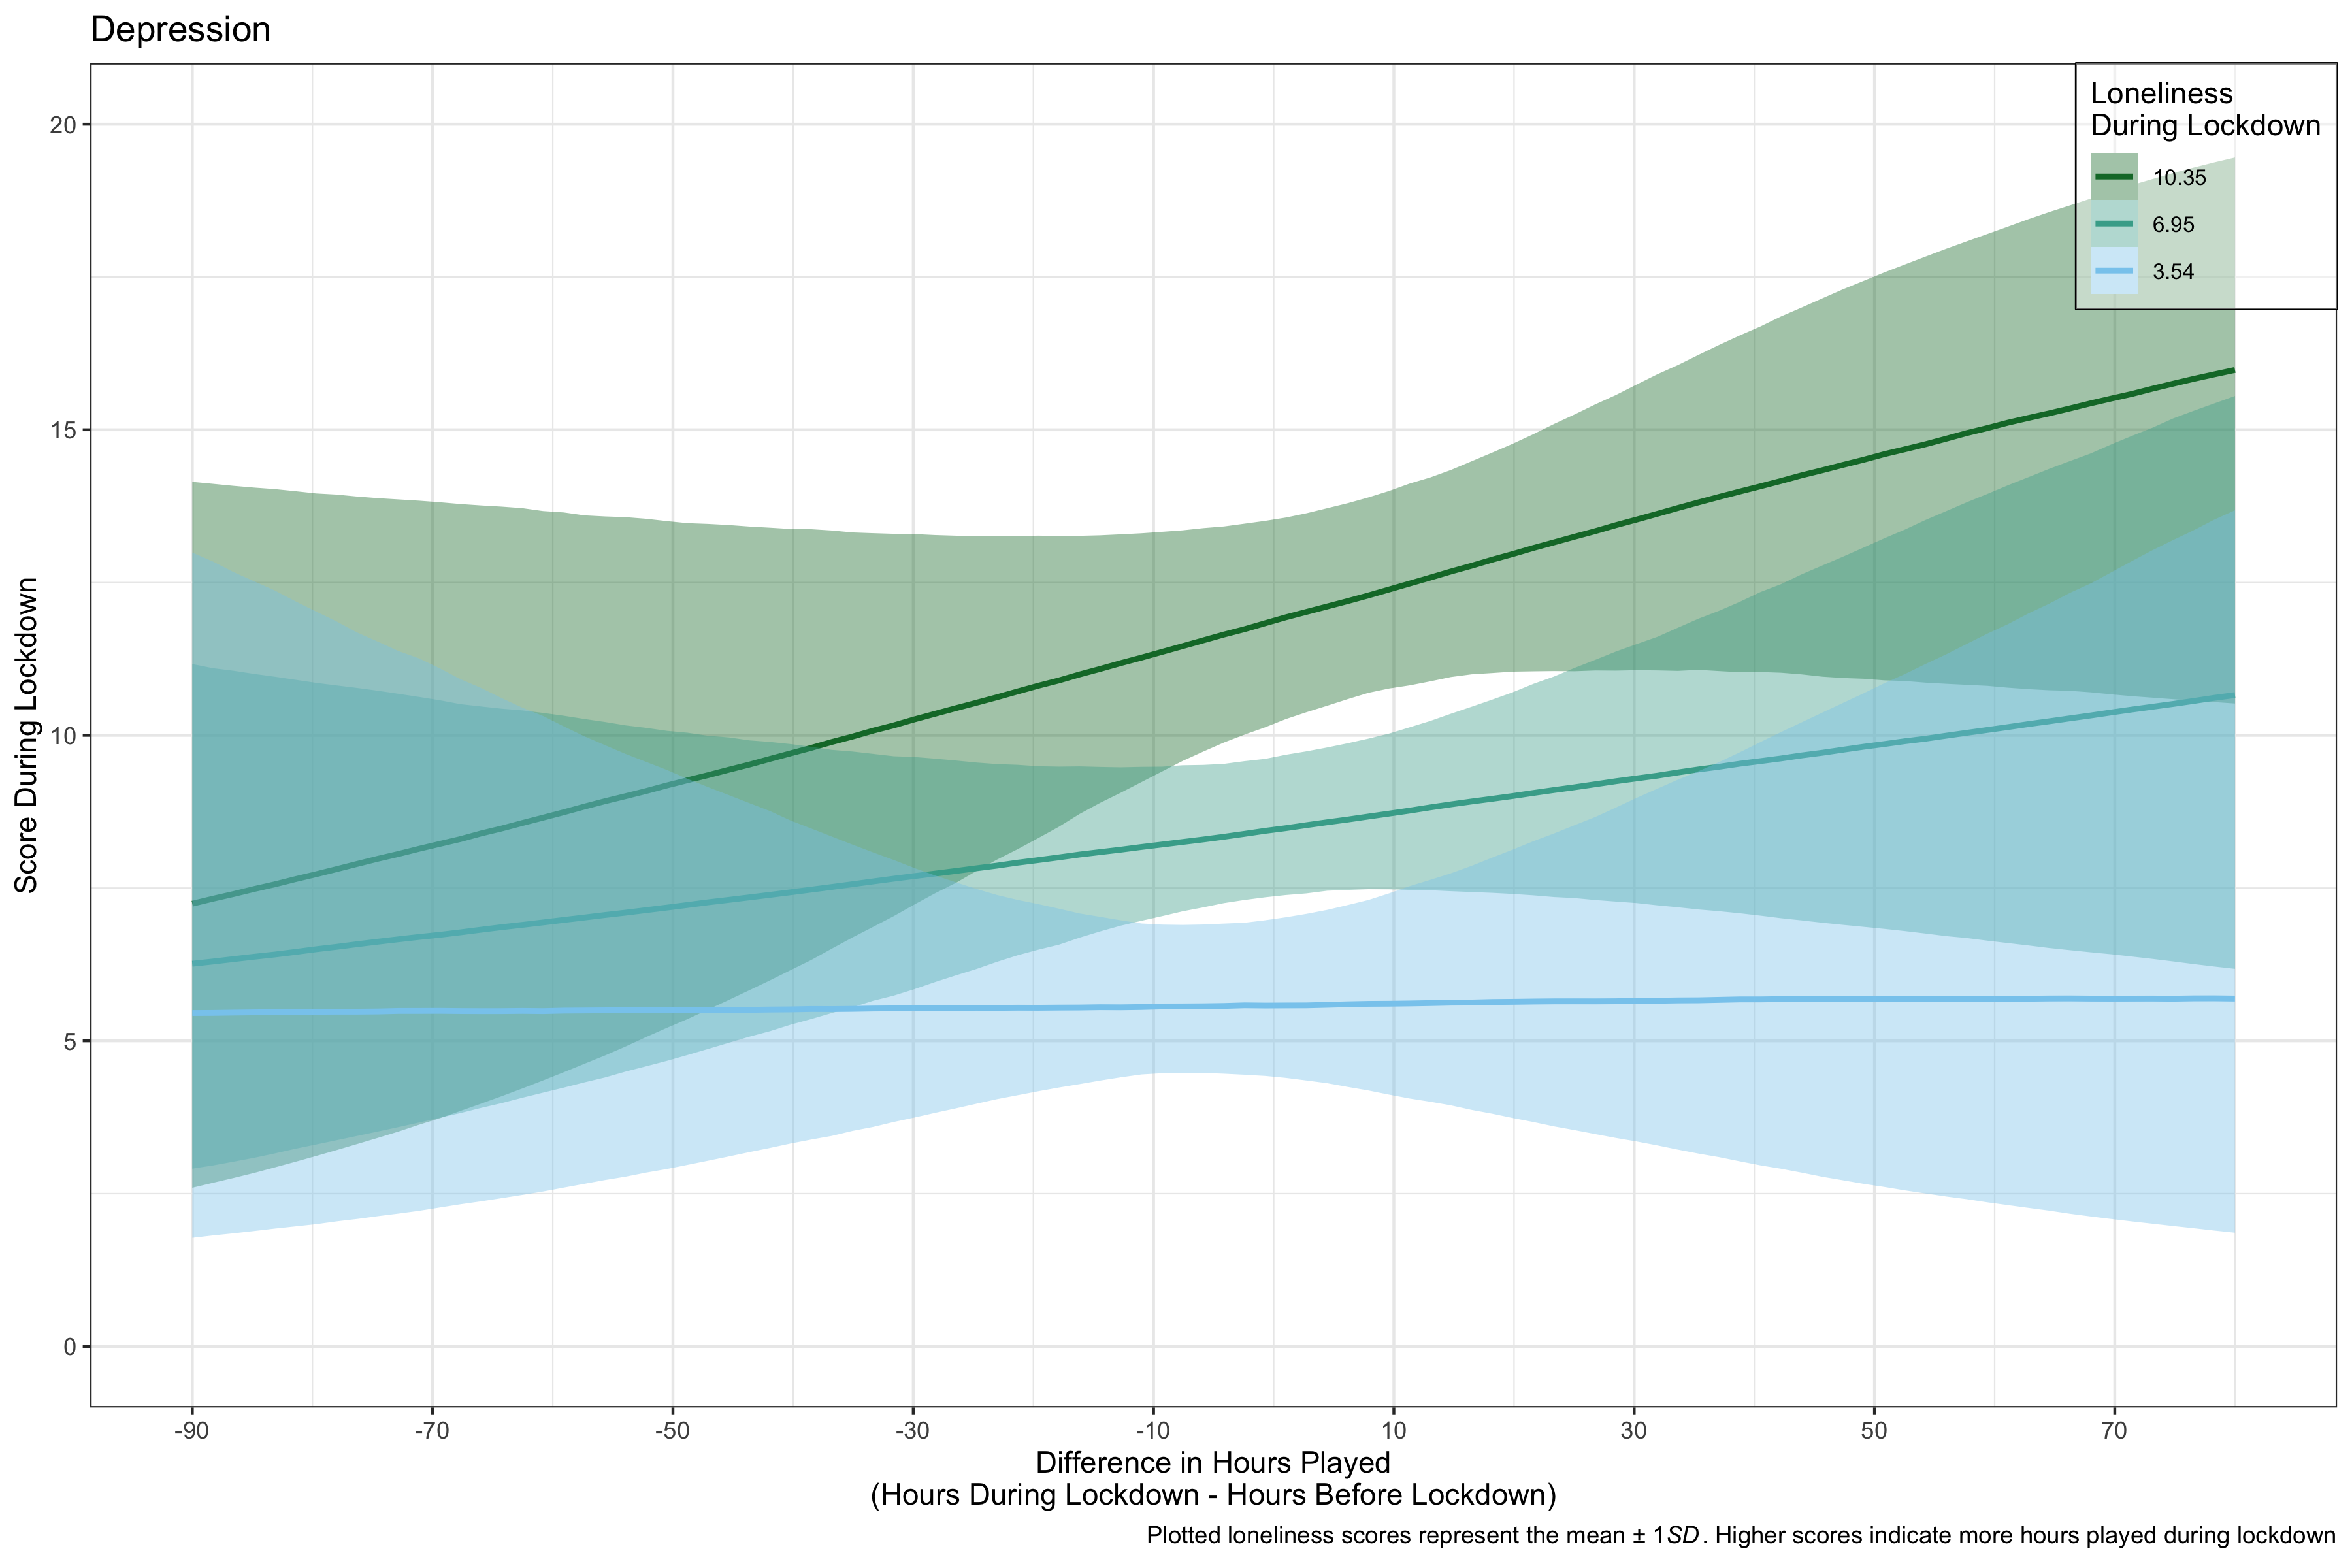 Depression
Loneliness
During Lockdown
10.35
6.95
3.54
Score During Lockdown
20
15
10
5
0
-90 -70 -50 -30 -10 10 30 50 70
Difference in Hours Played
(Hours During Lockdown - Hours Before Lockdown)
Plotted loneliness scores represent the mean ± 1SD. Higher scores indicate more hours played during lockdown